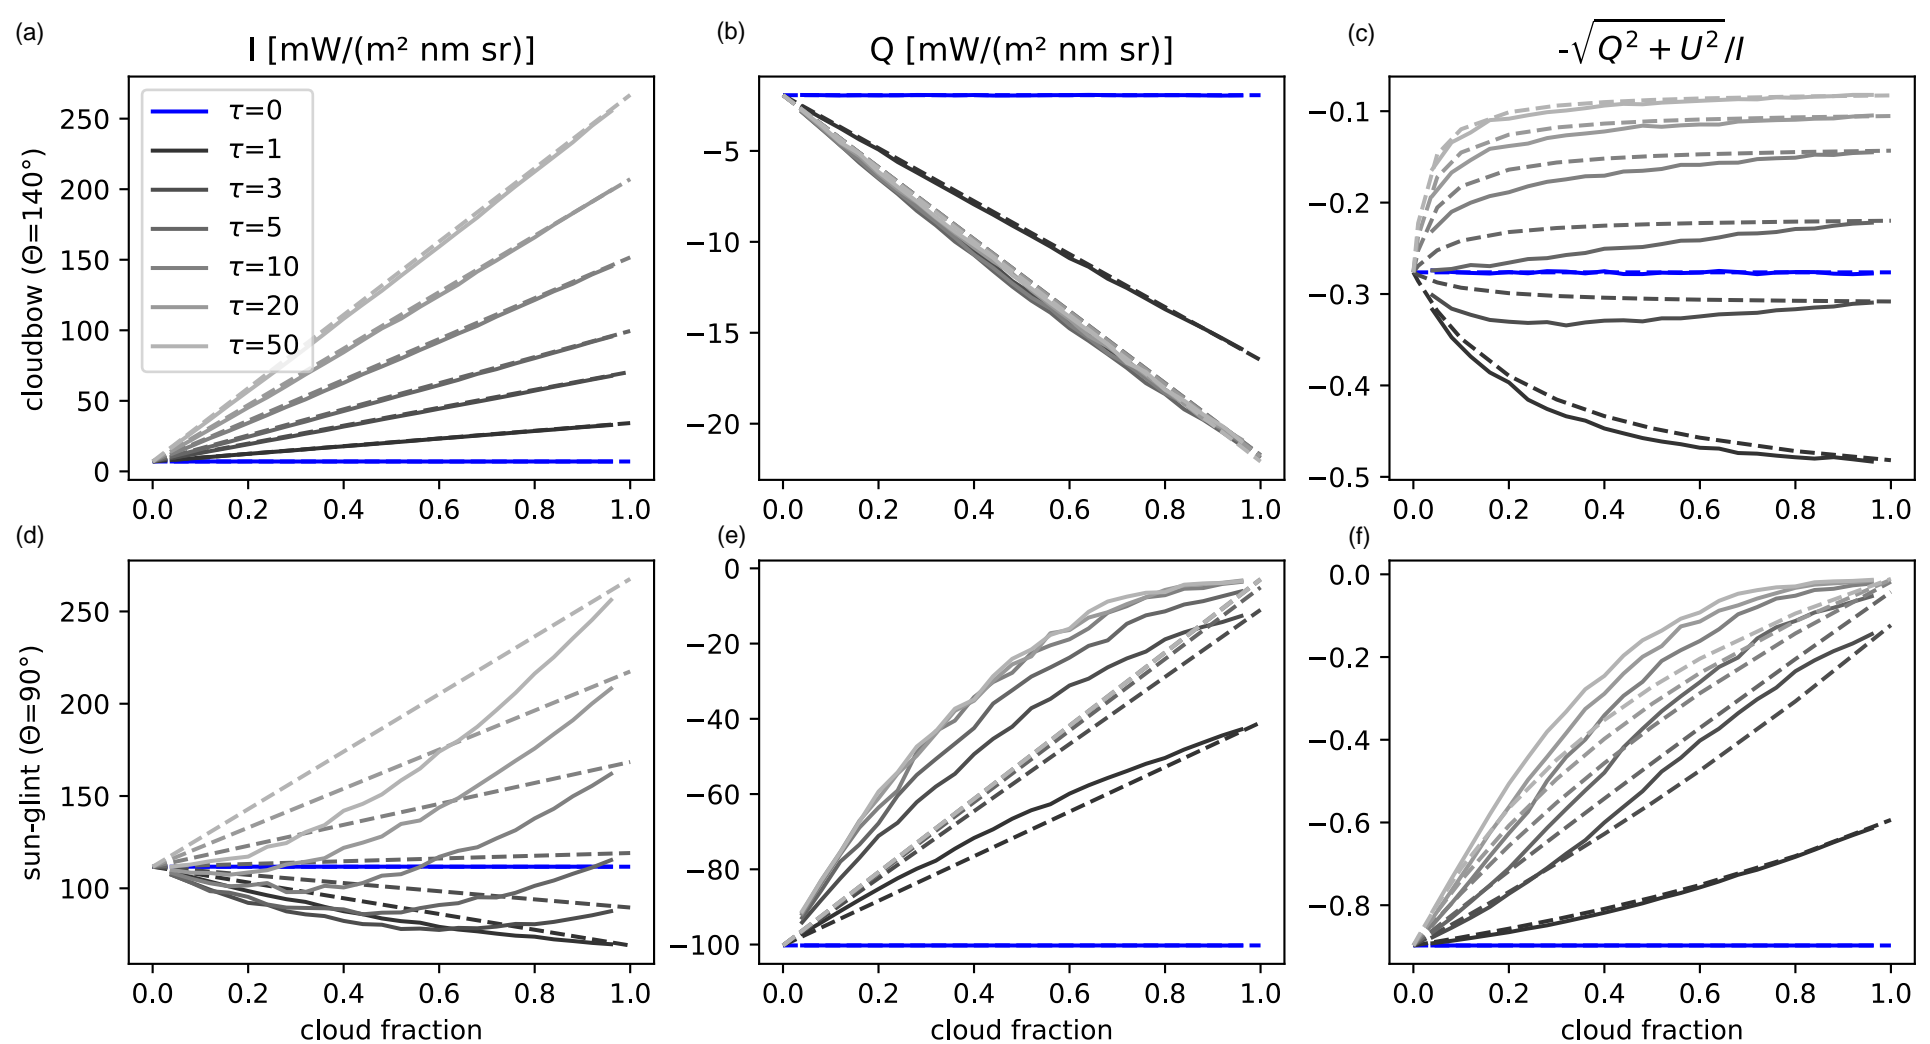 (a)
I [mW/(m² nm sr)]
(b)
Q [mW/(m² nm sr)]
(c)
-√Q² + U²/I
cloudbow (Θ=140°)
250
200
150
100
50
0
τ=0
τ=1
τ=3
τ=5
τ=10
τ=20
τ=50
0.0 0.2 0.4 0.6 0.8 1.0
−5
−10
−15
−20
0.0 0.2 0.4 0.6 0.8 1.0
−0.1
−0.2
−0.3
−0.4
−0.5
0.0 0.2 0.4 0.6 0.8 1.0
(d)
(e)
(f)
sun-glint (Θ=90°)
250
200
150
100
0.0 0.2 0.4 0.6 0.8 1.0
cloud fraction
0
−20
−40
−60
−80
−100
0.0 0.2 0.4 0.6 0.8 1.0
cloud fraction
0.0
−0.2
−0.4
−0.6
−0.8
0.0 0.2 0.4 0.6 0.8 1.0
cloud fraction